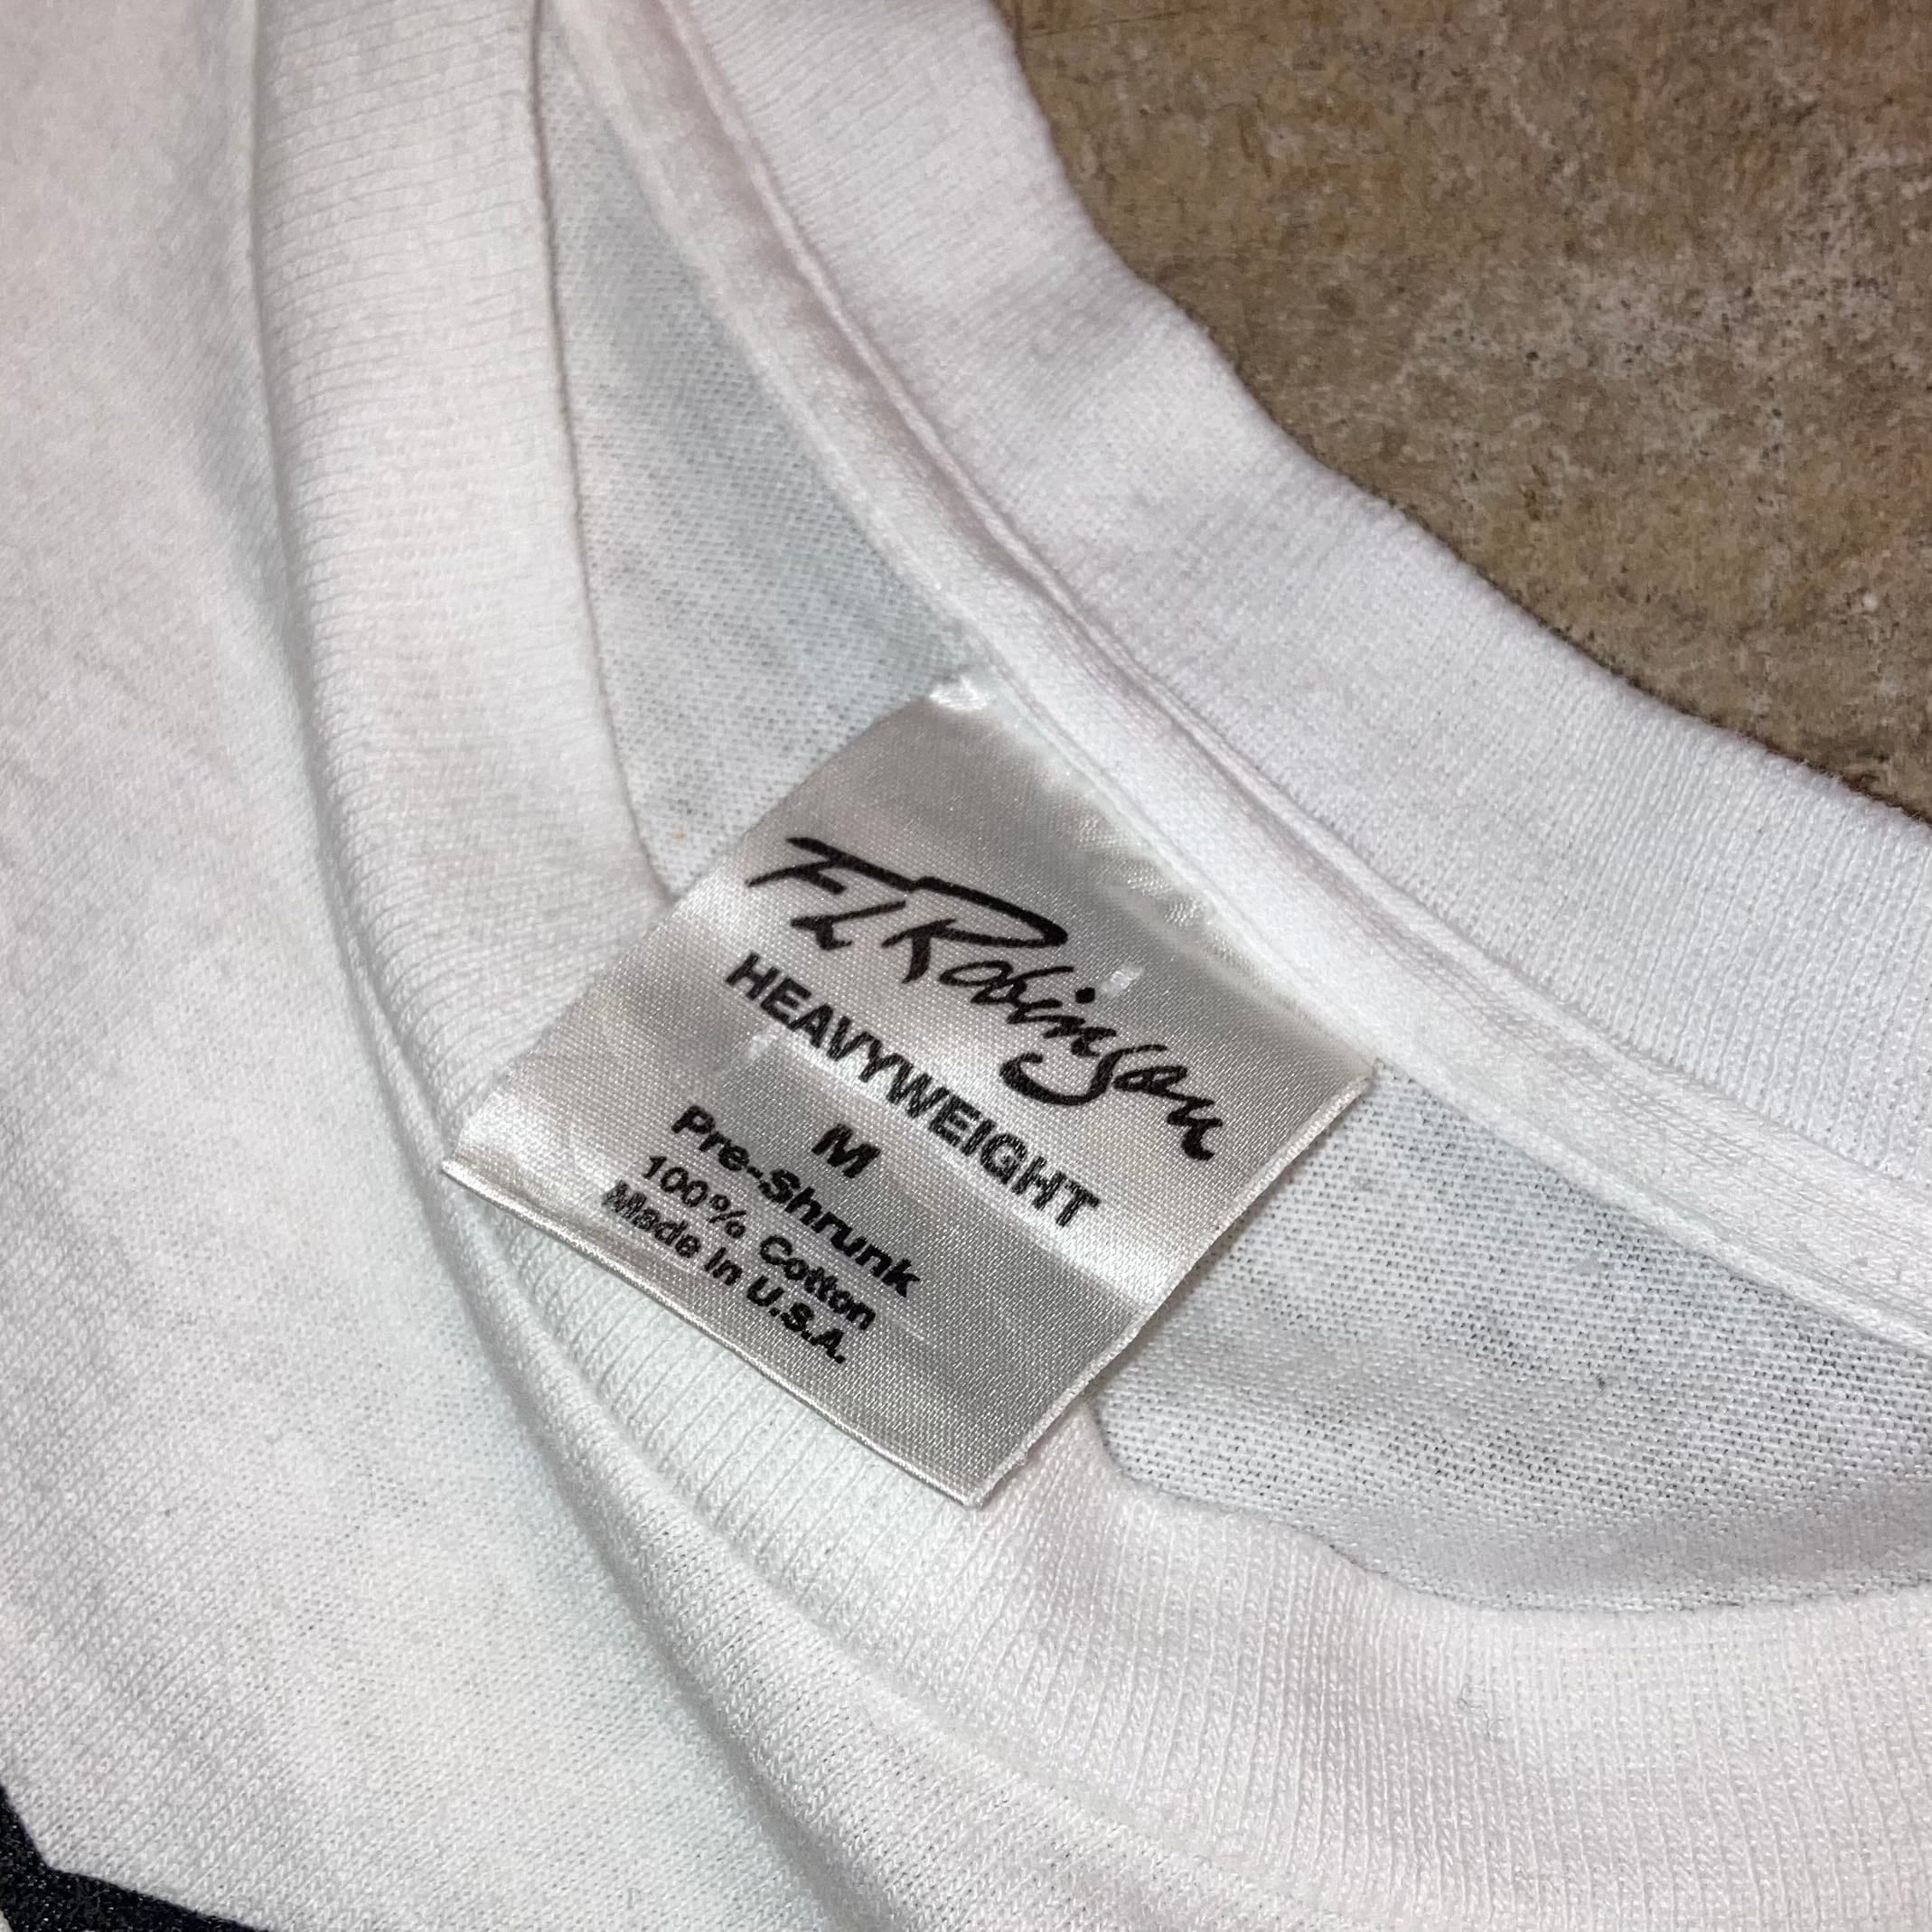 FL Robinson
HEAVYWEIGHT
M
Pre-Shrunk
100% Cotton
Made In U.S.A.